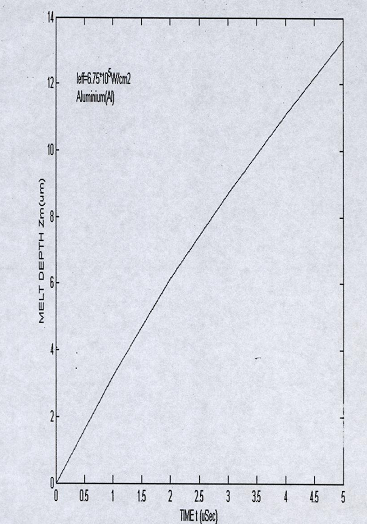 14
12
10
8
6
4
2
0
Ieff=6.75*10^5W/cm2
Aluminium(Al)
MELT DEPTH Zm(um)
0 0.5 1 1.5 2 2.5 3 3.5 4 4.5 5
TIME t (uSec)